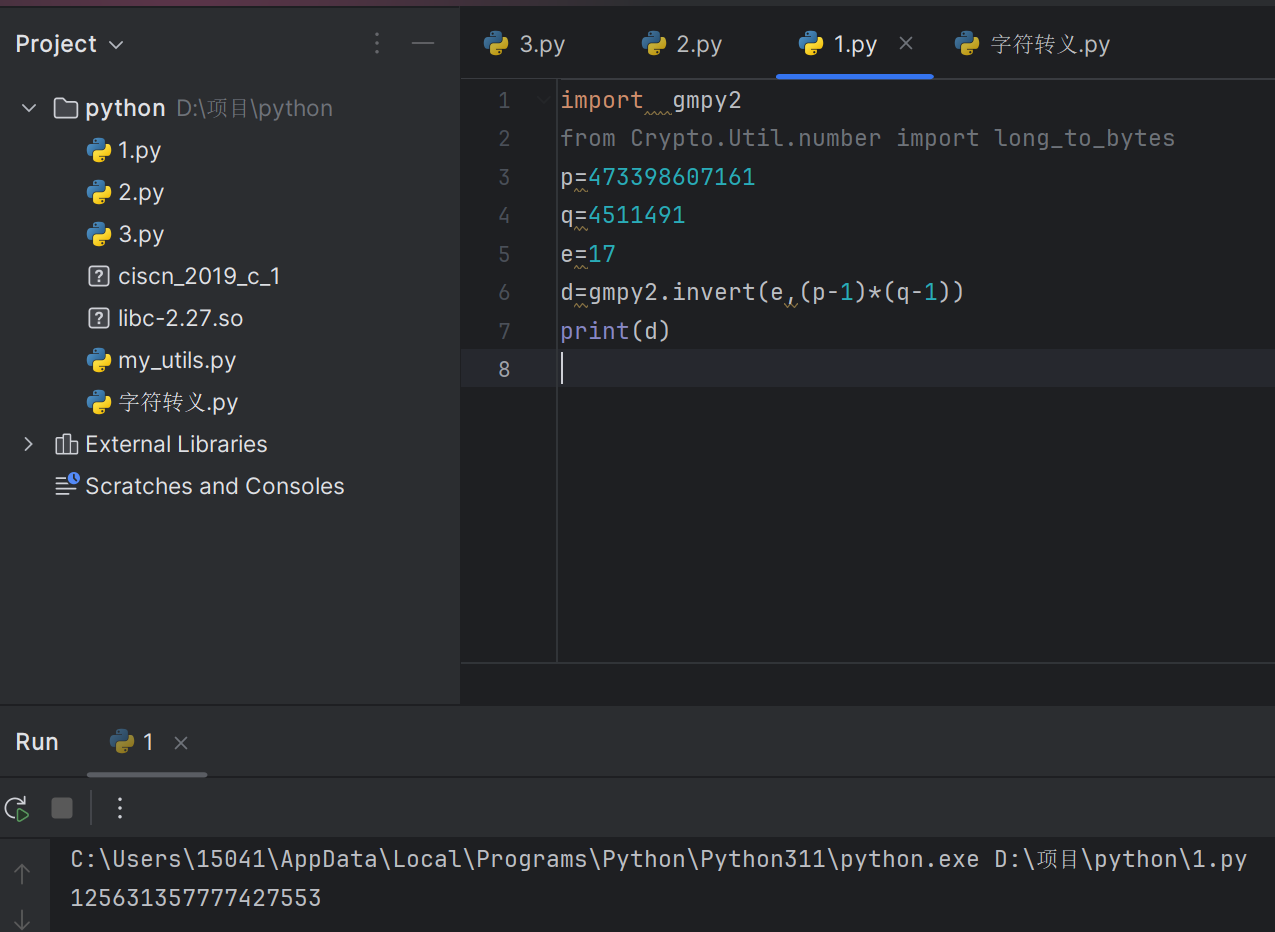 Project
python D:\项目\python
1.py
2.py
3.py
ciscn_2019_c_1
libc-2.27.so
my_utils.py
字符转义.py
External Libraries
Scratches and Consoles
3.py 2.py 1.py 字符转义.py
1 import  gmpy2
2 from Crypto.Util.number import long_to_bytes
3 p=473398607161
4 q=4511491
5 e=17
6 d=gmpy2.invert(e,(p-1)*(q-1))
7 print(d)
8
Run 1
C:\Users\15041\AppData\Local\Programs\Python\Python311\python.exe D:\项目\python\1.py
125631357777427553